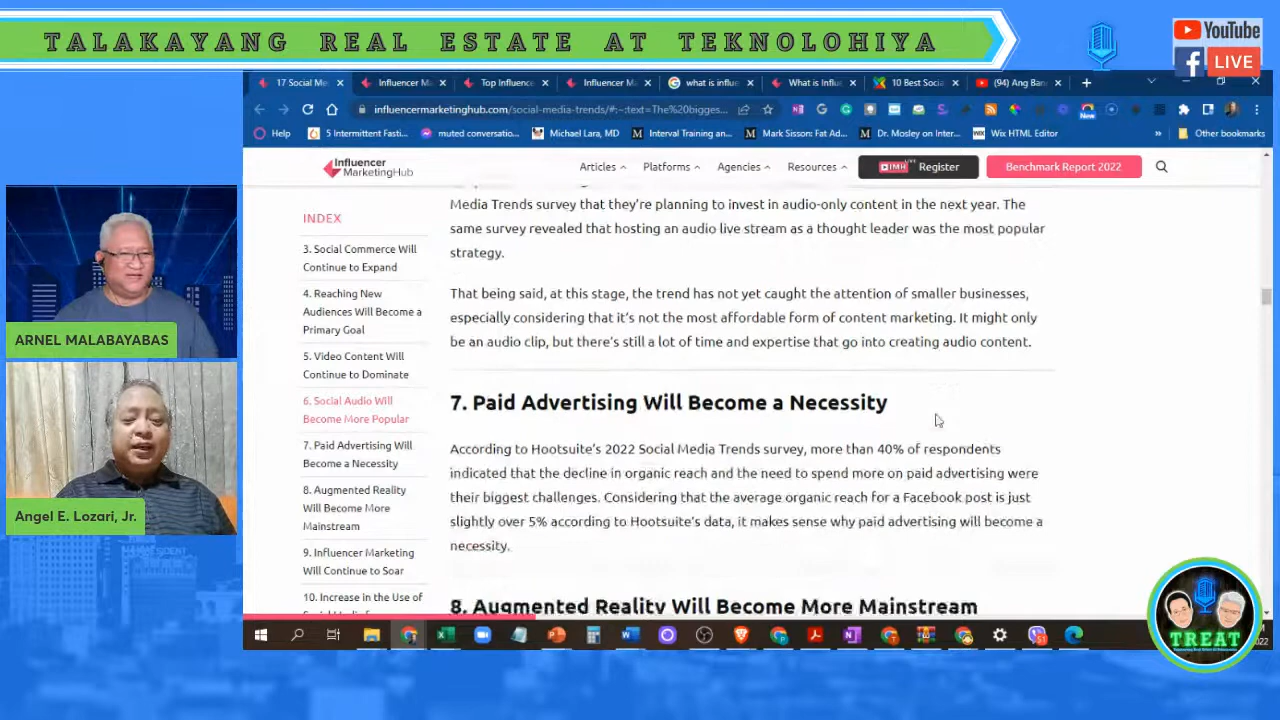 TALAKAYANG REAL ESTATE AT TEKNOLOHIYA
YouTube
f LIVE
17 Social Me
Influencer M
Top Influence
Influencer M
what is influe
What is Influ
10 Best Socia
(94) Ang Ban
influencermarketinghub.com/social-media-trends/#:~:text=The%20bigges...
New
Help
5 Intermittent Fasti...
muted conversatio...
Michael Lara, MD
Interval Training an...
Mark Sisson: Fat Ad...
Dr. Mosley on Inter...
Wix HTML Editor
»
Other bookmarks
Influencer
MarketingHub
Articles
Platforms
Agencies
Resources
IMH LIVE Register
Benchmark Report 2022
INDEX
3. Social Commerce Will
Continue to Expand
4. Reaching New
Audiences Will Become a
Primary Goal
5. Video Content Will
Continue to Dominate
6. Social Audio Will
Become More Popular
7. Paid Advertising Will
Become a Necessity
8. Augmented Reality
Will Become More
Mainstream
9. Influencer Marketing
Will Continue to Soar
10. Increase in the Use of
Media Trends survey that they're planning to invest in audio-only content in the next year. The
same survey revealed that hosting an audio live stream as a thought leader was the most popular
strategy.
That being said, at this stage, the trend has not yet caught the attention of smaller businesses,
especially considering that it's not the most affordable form of content marketing. It might only
be an audio clip, but there's still a lot of time and expertise that go into creating audio content.
7. Paid Advertising Will Become a Necessity
According to Hootsuite's 2022 Social Media Trends survey, more than 40% of respondents
indicated that the decline in organic reach and the need to spend more on paid advertising were
their biggest challenges. Considering that the average organic reach for a Facebook post is just
slightly over 5% according to Hootsuite's data, it makes sense why paid advertising will become a
necessity.
8. Augmented Reality Will Become More Mainstream
ARNEL MALABAYABAS
Angel E. Lozari, Jr.
TREAT